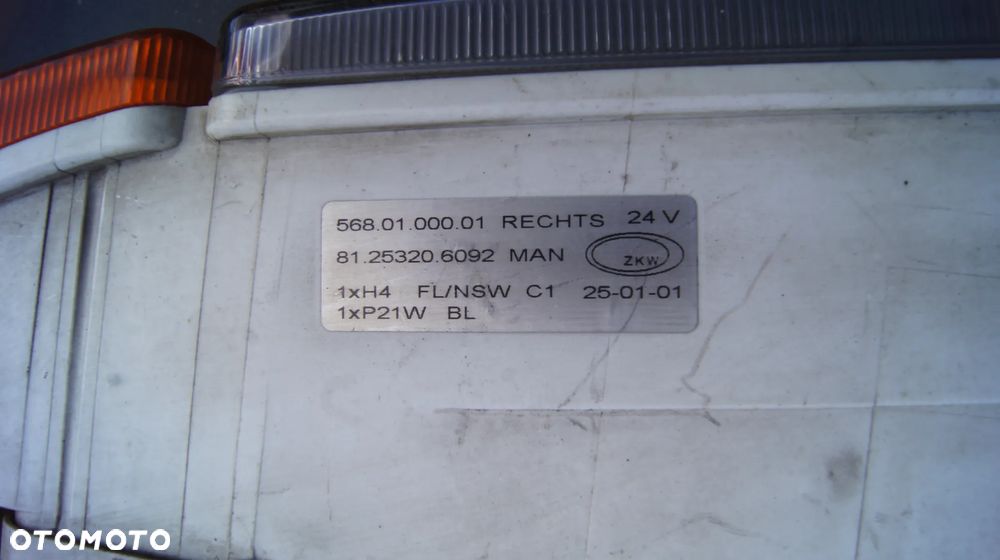 568.01.000.01 RECHTS 24 V
81.25320.6092 MAN ZKW
1xH4 FL/NSW C1 25-01-01
1xP21W BL
OTOMOTO